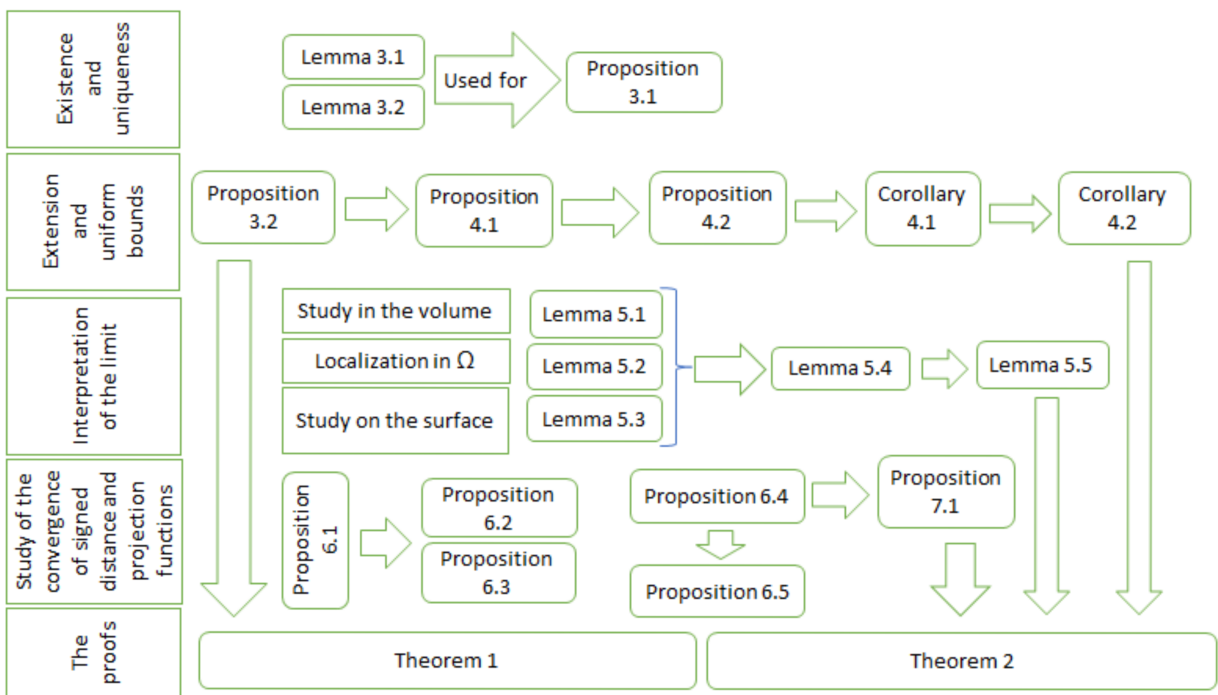 Existence
and
uniqueness
Lemma 3.1
Lemma 3.2
Used for
Proposition
3.1
Extension
and
uniform
bounds
Proposition
3.2
Proposition
4.1
Proposition
4.2
Corollary
4.1
Corollary
4.2
Interpretation
of the limit
Study in the volume
Localization in Ω
Study on the surface
Lemma 5.1
Lemma 5.2
Lemma 5.3
Lemma 5.4
Lemma 5.5
Study of the
convergence
of signed
distance and
projection
functions
Proposition
6.1
Proposition
6.2
Proposition
6.3
Proposition 6.4
Proposition 6.5
Proposition
7.1
The
proofs
Theorem 1
Theorem 2